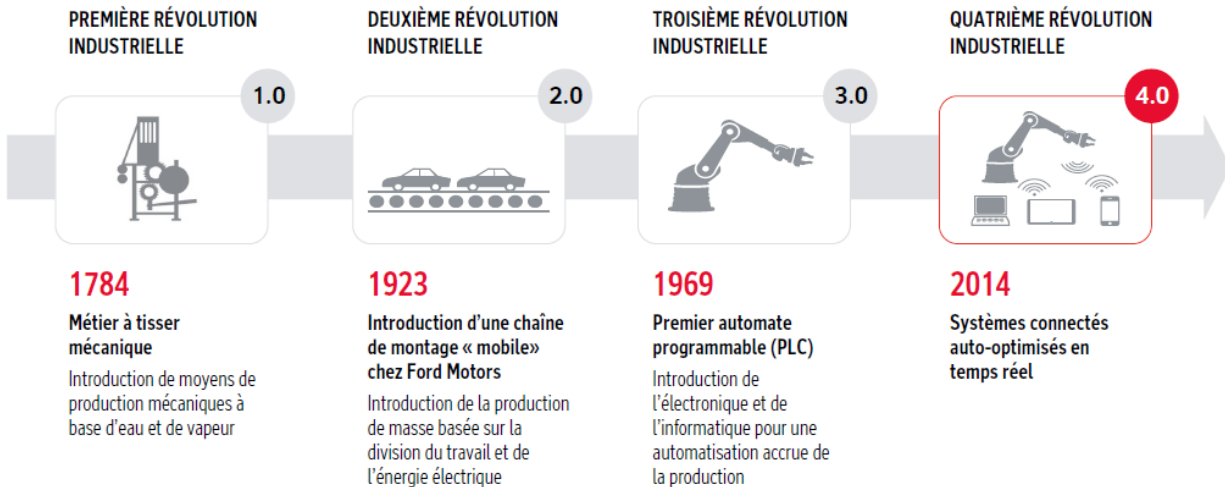 PREMIÈRE RÉVOLUTION
INDUSTRIELLE
1.0
1784
Métier à tisser
mécanique
Introduction de moyens de
production mécaniques à
base d'eau et de vapeur
DEUXIÈME RÉVOLUTION
INDUSTRIELLE
2.0
1923
Introduction d'une chaîne
de montage « mobile»
chez Ford Motors
Introduction de la production
de masse basée sur la
division du travail et de
l'énergie électrique
TROISIÈME RÉVOLUTION
INDUSTRIELLE
3.0
1969
Premier automate
programmable (PLC)
Introduction de
l'électronique et de
l'informatique pour une
automatisation accrue de
la production
QUATRIÈME RÉVOLUTION
INDUSTRIELLE
4.0
2014
Systèmes connectés
auto-optimisés en
temps réel